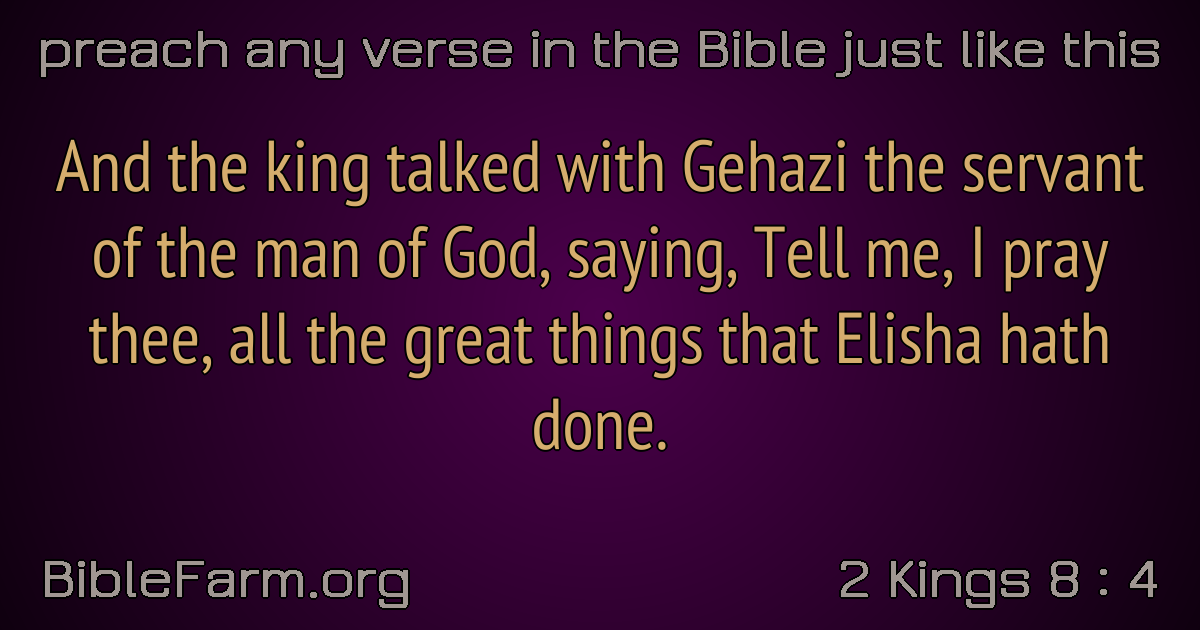 preach any verse in the Bible just like this
And the king talked with Gehazi the servant
of the man of God, saying, Tell me, I pray
thee, all the great things that Elisha hath
done.
BibleFarm.org
2 Kings 8 : 4